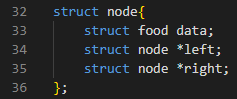 32 struct node{
33 struct food data;
34 struct node *left;
35 struct node *right;
36 };